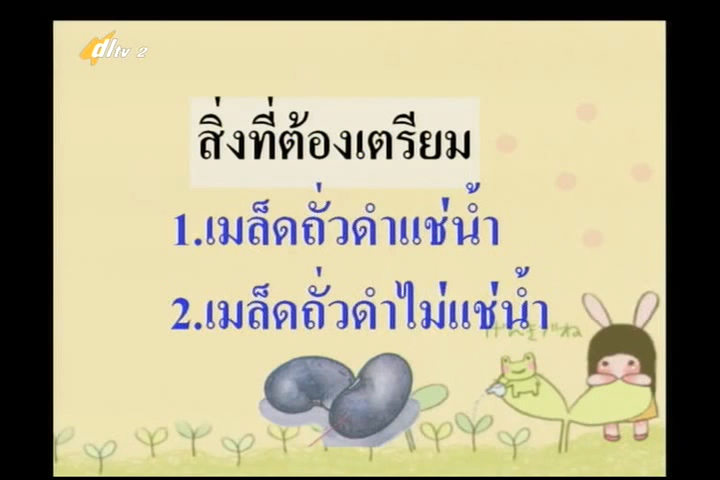 dltv 2
สิ่งที่ต้องเตรียม
1.เมล็ดถั่วดำแช่น้ำ
2.เมล็ดถั่วดำไม่แช่น้ำ